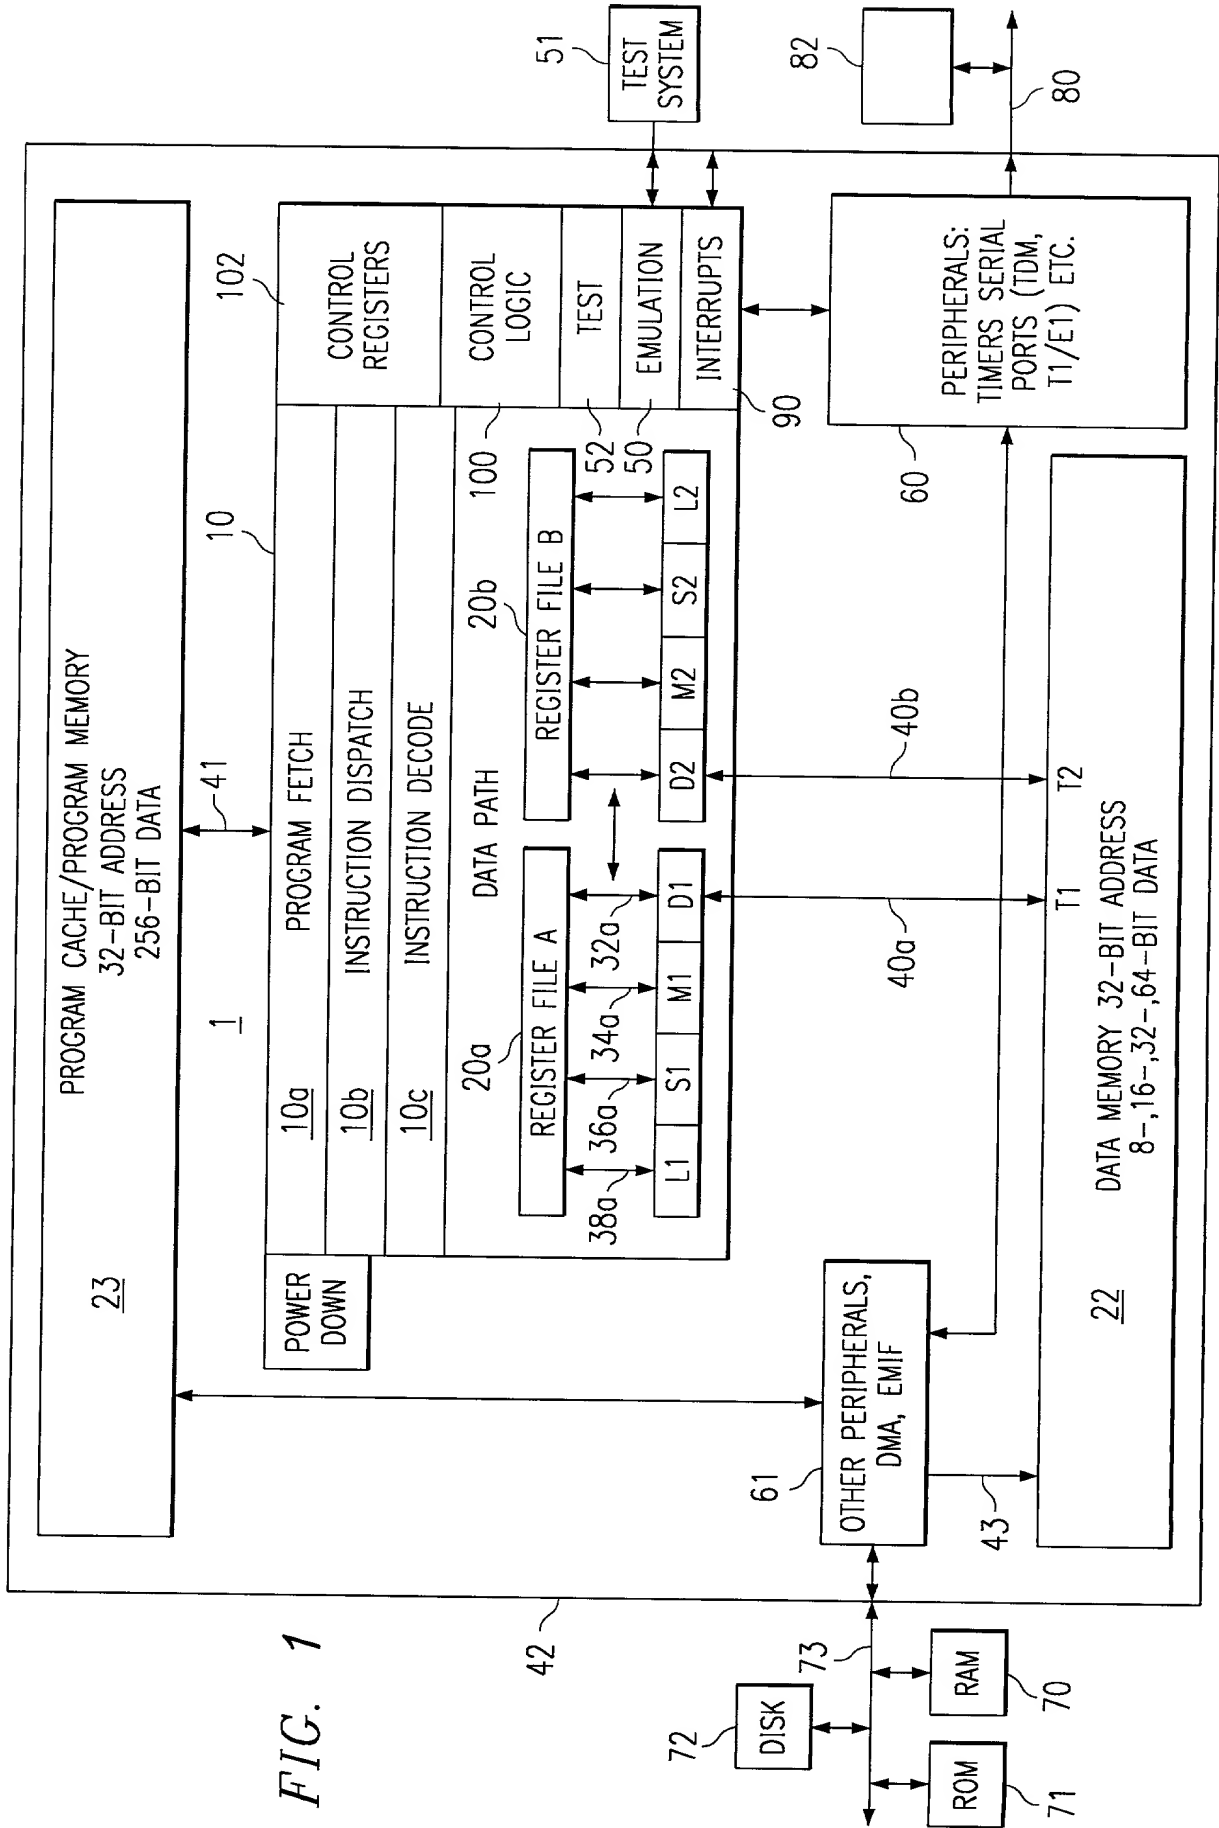 FIG. 1
PROGRAM CACHE/PROGRAM MEMORY
32-BIT ADDRESS
256-BIT DATA
23
1
41
10
102
POWER
DOWN
10a
PROGRAM FETCH
10b
INSTRUCTION DISPATCH
10c
INSTRUCTION DECODE
DATA PATH
CONTROL
REGISTERS
CONTROL
LOGIC
TEST
EMULATION
INTERRUPTS
100
52
50
90
20a
REGISTER FILE A
20b
REGISTER FILE B
38a
36a
34a
32a
L1
S1
M1
D1
D2
M2
S2
L2
TEST
SYSTEM
51
42
61
OTHER PERIPHERALS,
DMA, EMIF
43
40a
40b
T1
T2
DATA MEMORY 32-BIT ADDRESS
8-,16-,32-,64-BIT DATA
22
60
PERIPHERALS:
TIMERS SERIAL
PORTS (TDM,
T1/E1) ETC.
82
80
72
DISK
73
ROM
71
RAM
70